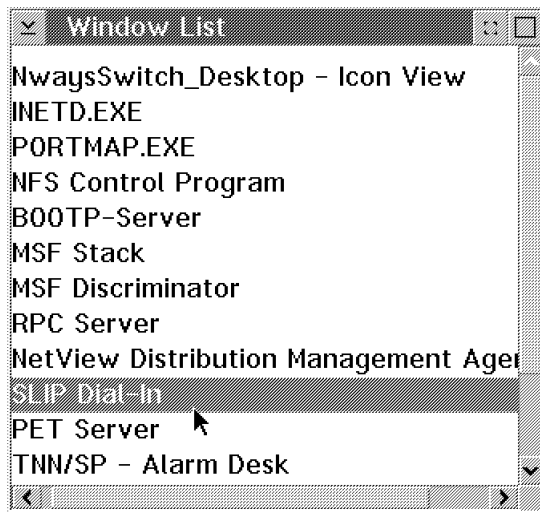 Window List
NwaysSwitch_Desktop - Icon View
INETD.EXE
PORTMAP.EXE
NFS Control Program
BOOTP-Server
MSF Stack
MSF Discriminator
RPC Server
NetView Distribution Management Ager
SLIP Dial-In
PET Server
TNN/SP - Alarm Desk